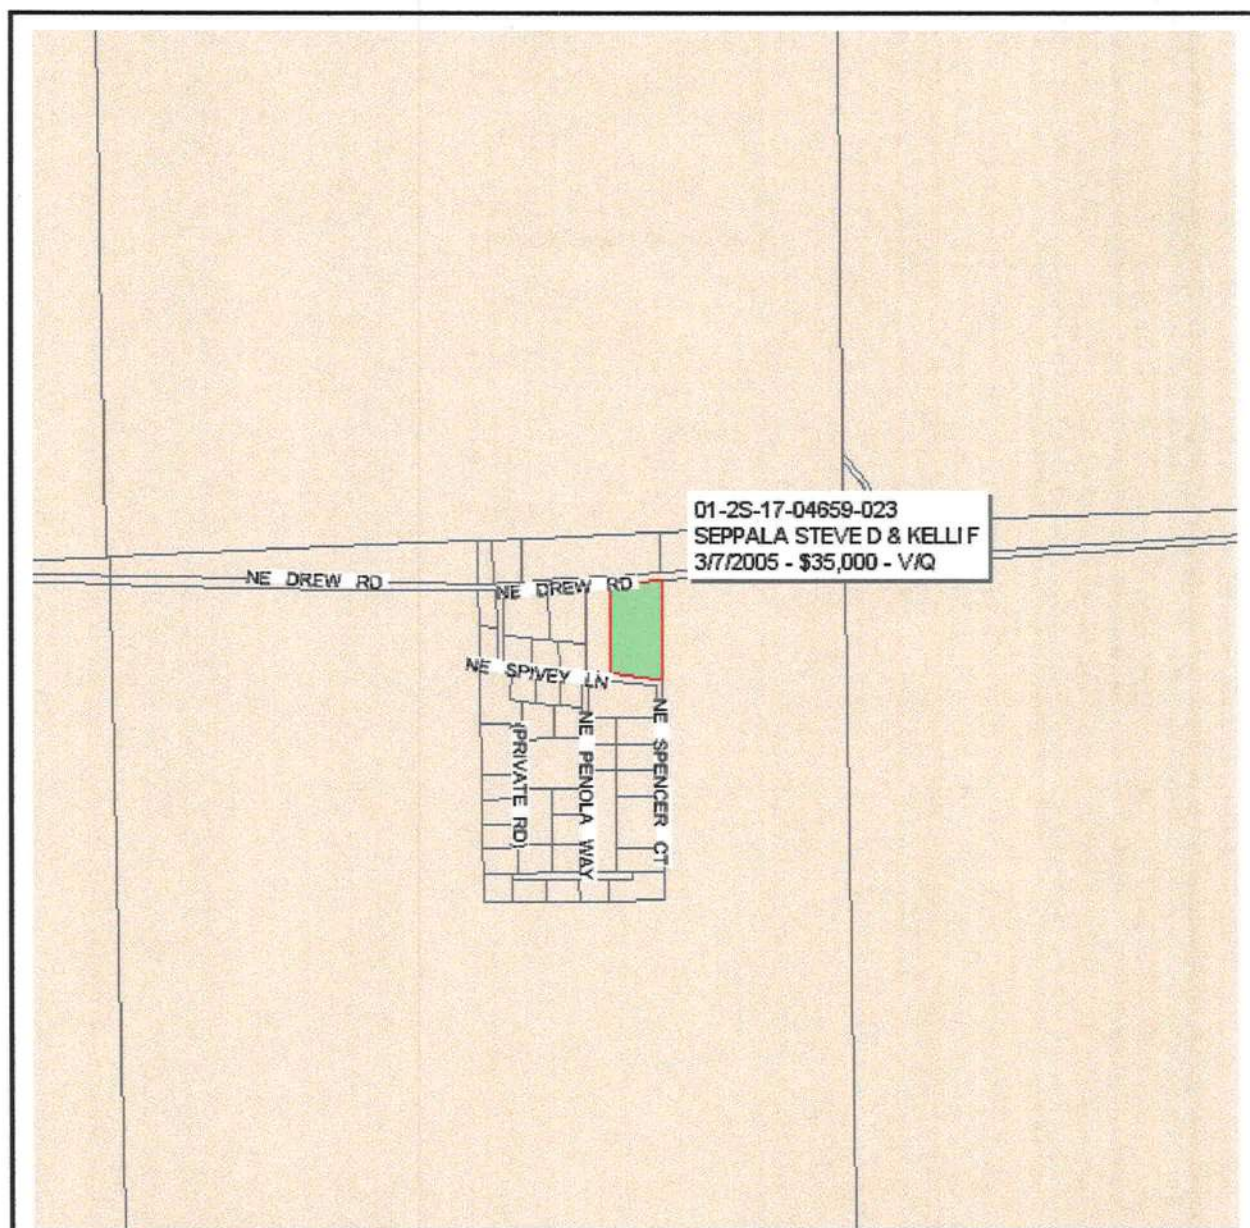 01-2S-17-04659-023
SEPPALA STEVE D & KELLI F
3/7/2005 - $35,000 - V/Q
NE DREW RD
NE DREW RD
NE SPIVEY LN
(PRIVATE RD)
NE PENOLA WAY
NE SPENCER CT